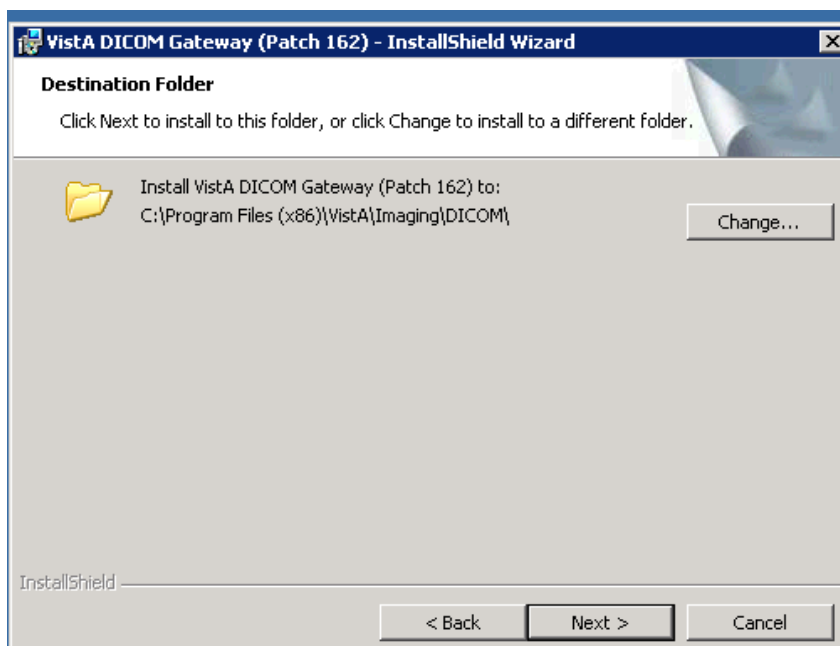 VistA DICOM Gateway (Patch 162) - InstallShield Wizard
Destination Folder
Click Next to install to this folder, or click Change to install to a different folder.
Install VistA DICOM Gateway (Patch 162) to:
C:\Program Files (x86)\VistA\Imaging\DICOM\
Change...
InstallShield
< Back
Next >
Cancel